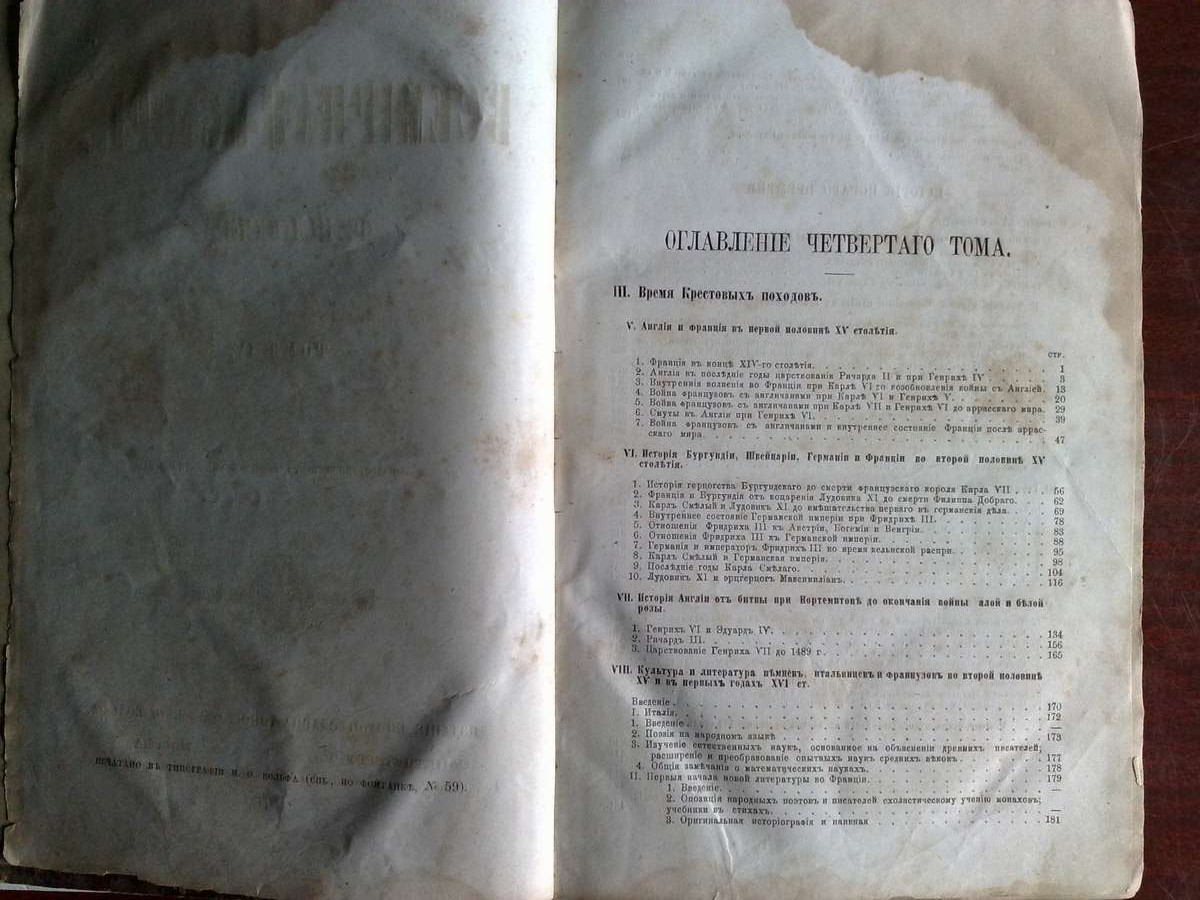 ПЕЧАТАНО ВЪ ТИПОГРАФІИ М. О. ВОЛЬФА (СПБ., ПО ФОНТАНКѢ, № 59).
ОГЛАВЛЕНІЕ ЧЕТВЕРТАГО ТОМА.
III. Время Крестовыхъ походовъ.
V. Англія и Франція въ первой половинѣ XV столѣтія.
СТР.
1. Франція въ концѣ XIV-го столѣтія. 1
2. Англія въ послѣдніе годы царствованія Ричарда II и при Генрихѣ IV 3
3. Внутреннія волненія во Франціи при Карлѣ VI до возобновленія войны съ Англіей. 13
4. Война французовъ съ англичанами при Карлѣ VI и Генрихѣ V. 20
5. Война французовъ съ англичанами при Карлѣ VII и Генрихѣ VI до аррасскаго мира. 29
6. Смуты въ Англіи при Генрихѣ VI. 39
7. Война французовъ съ англичанами и внутреннее состояніе Франціи послѣ аррас-
скаго мира. 47
VI. Исторія Бургундіи, Швейцаріи, Германіи и Франціи во второй половинѣ XV
столѣтія.
1. Исторія герцогства Бургундскаго до смерти французскаго короля Карла VII 56
2. Франція и Бургундія отъ воцаренія Лудовика XI до смерти Филиппа Добраго. 62
3. Карлъ Смѣлый и Лудовикъ XI до вмѣшательства перваго въ германскія дѣла. 69
4. Внутреннее состояніе Германской имперіи при Фридрихѣ III. 78
5. Отношенія Фридриха III къ Австріи, Богеміи и Венгріи. 83
6. Отношенія Фридриха III къ Германской имперіи. 88
7. Германія и императоръ Фридрихъ III во время кельнской распри. 95
8. Карлъ Смѣлый и Германская имперія. 98
9. Послѣдніе годы Карла Смѣлаго. 104
10. Лудовикъ XI и эрцгерцогъ Максимиліанъ. 116
VII. Исторія Англіи отъ битвы при Нортемптонѣ до окончанія войны алой и бѣлой
розы.
1. Генрихъ VI и Эдуардъ IV. 134
2. Ричардъ III. 156
3. Царствованіе Генриха VII до 1489 г. 165
VIII. Культура и литература нѣмцевъ, итальянцевъ и французовъ во второй половинѣ
XV и въ первыхъ годахъ XVI ст.
Введеніе 170
I. Италія. 172
1. Введеніе. —
2. Поэзія на народномъ языкѣ 173
3. Изученіе естественныхъ наукъ, основанное на объясненіи древнихъ писателей;
расширеніе и преобразованіе опытныхъ наукъ среднихъ вѣковъ. 177
4. Общія замѣчанія о математическихъ наукахъ. 178
II. Первыя начала новой литературы во Франціи. 179
1. Введеніе. —
2. Опозиція народныхъ поэтовъ и писателей схоластическому ученію монаховъ;
учебники въ стихахъ. —
3. Оригинальная исторіографія и наивная 181